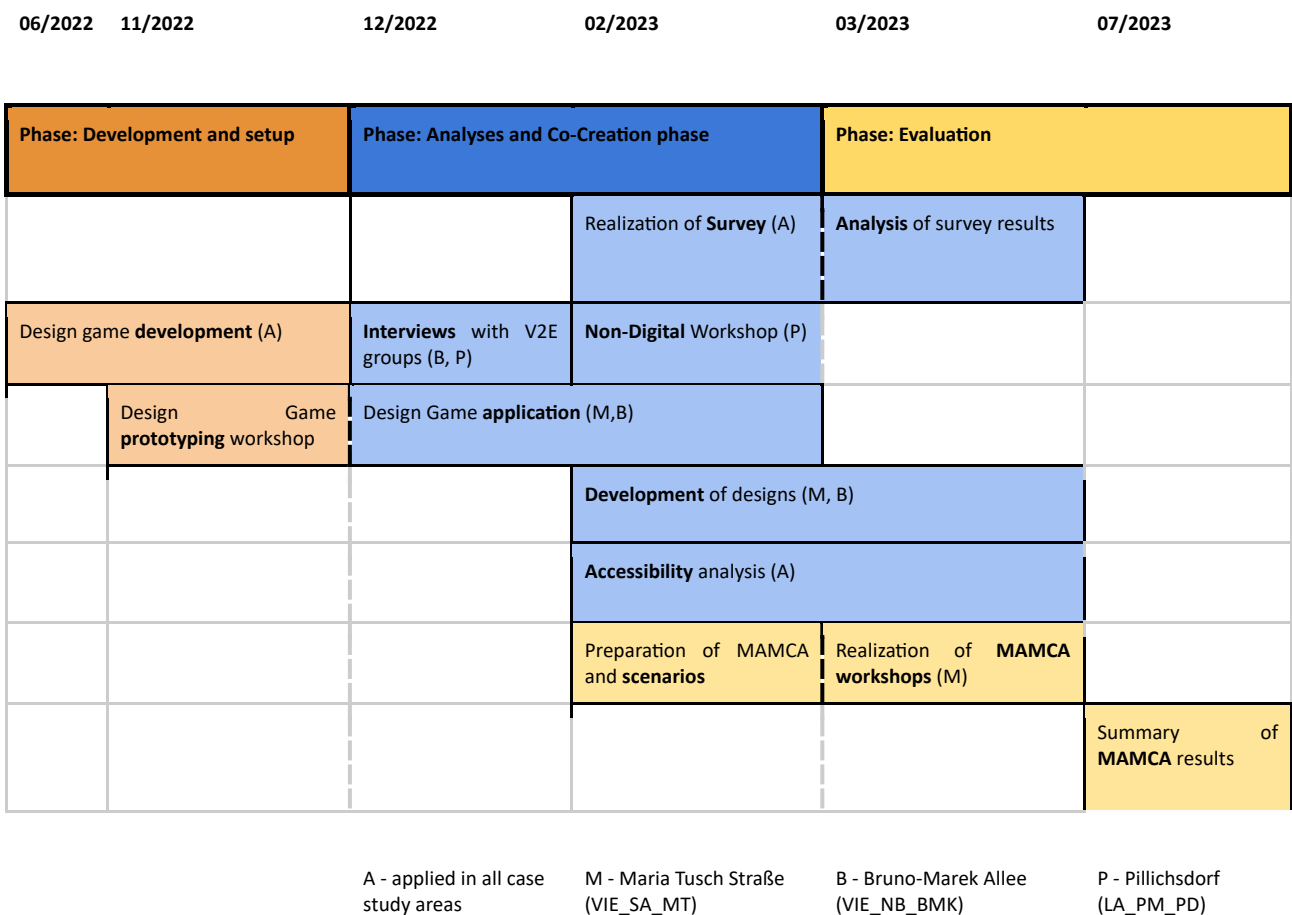 06/2022 11/2022 12/2022 02/2023 03/2023 07/2023
Phase: Development and setup Phase: Analyses and Co-Creation phase Phase: Evaluation
Realization of Survey (A) Analysis of survey results
Design game development (A)
Interviews with V2E
groups (B, P)
Non-Digital Workshop (P)
Design Game
prototyping workshop
Design Game application (M,B)
Development of designs (M, B)
Accessibility analysis (A)
Preparation of MAMCA
and scenarios
Realization of MAMCA
workshops (M)
Summary of
MAMCA results
A - applied in all case
study areas
M - Maria Tusch Straße
(VIE_SA_MT)
B - Bruno-Marek Allee
(VIE_NB_BMK)
P - Pillichsdorf
(LA_PM_PD)